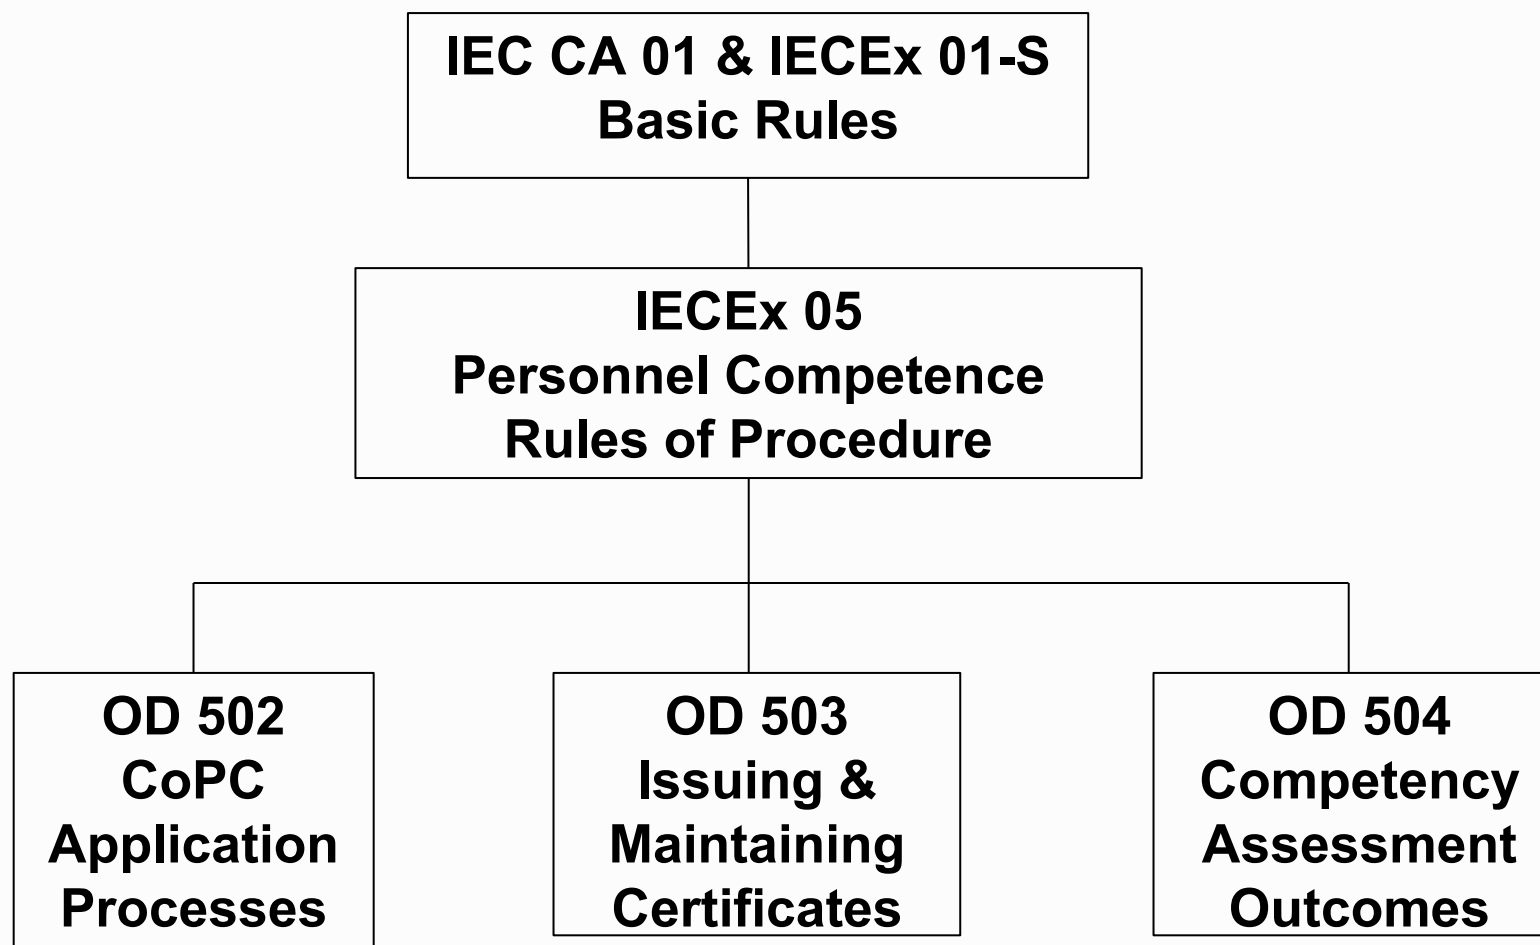 IEC CA 01 & IECEx 01-S
Basic Rules
IECEx 05
Personnel Competence
Rules of Procedure
OD 502
CoPC
Application
Processes
OD 503
Issuing &
Maintaining
Certificates
OD 504
Competency
Assessment
Outcomes